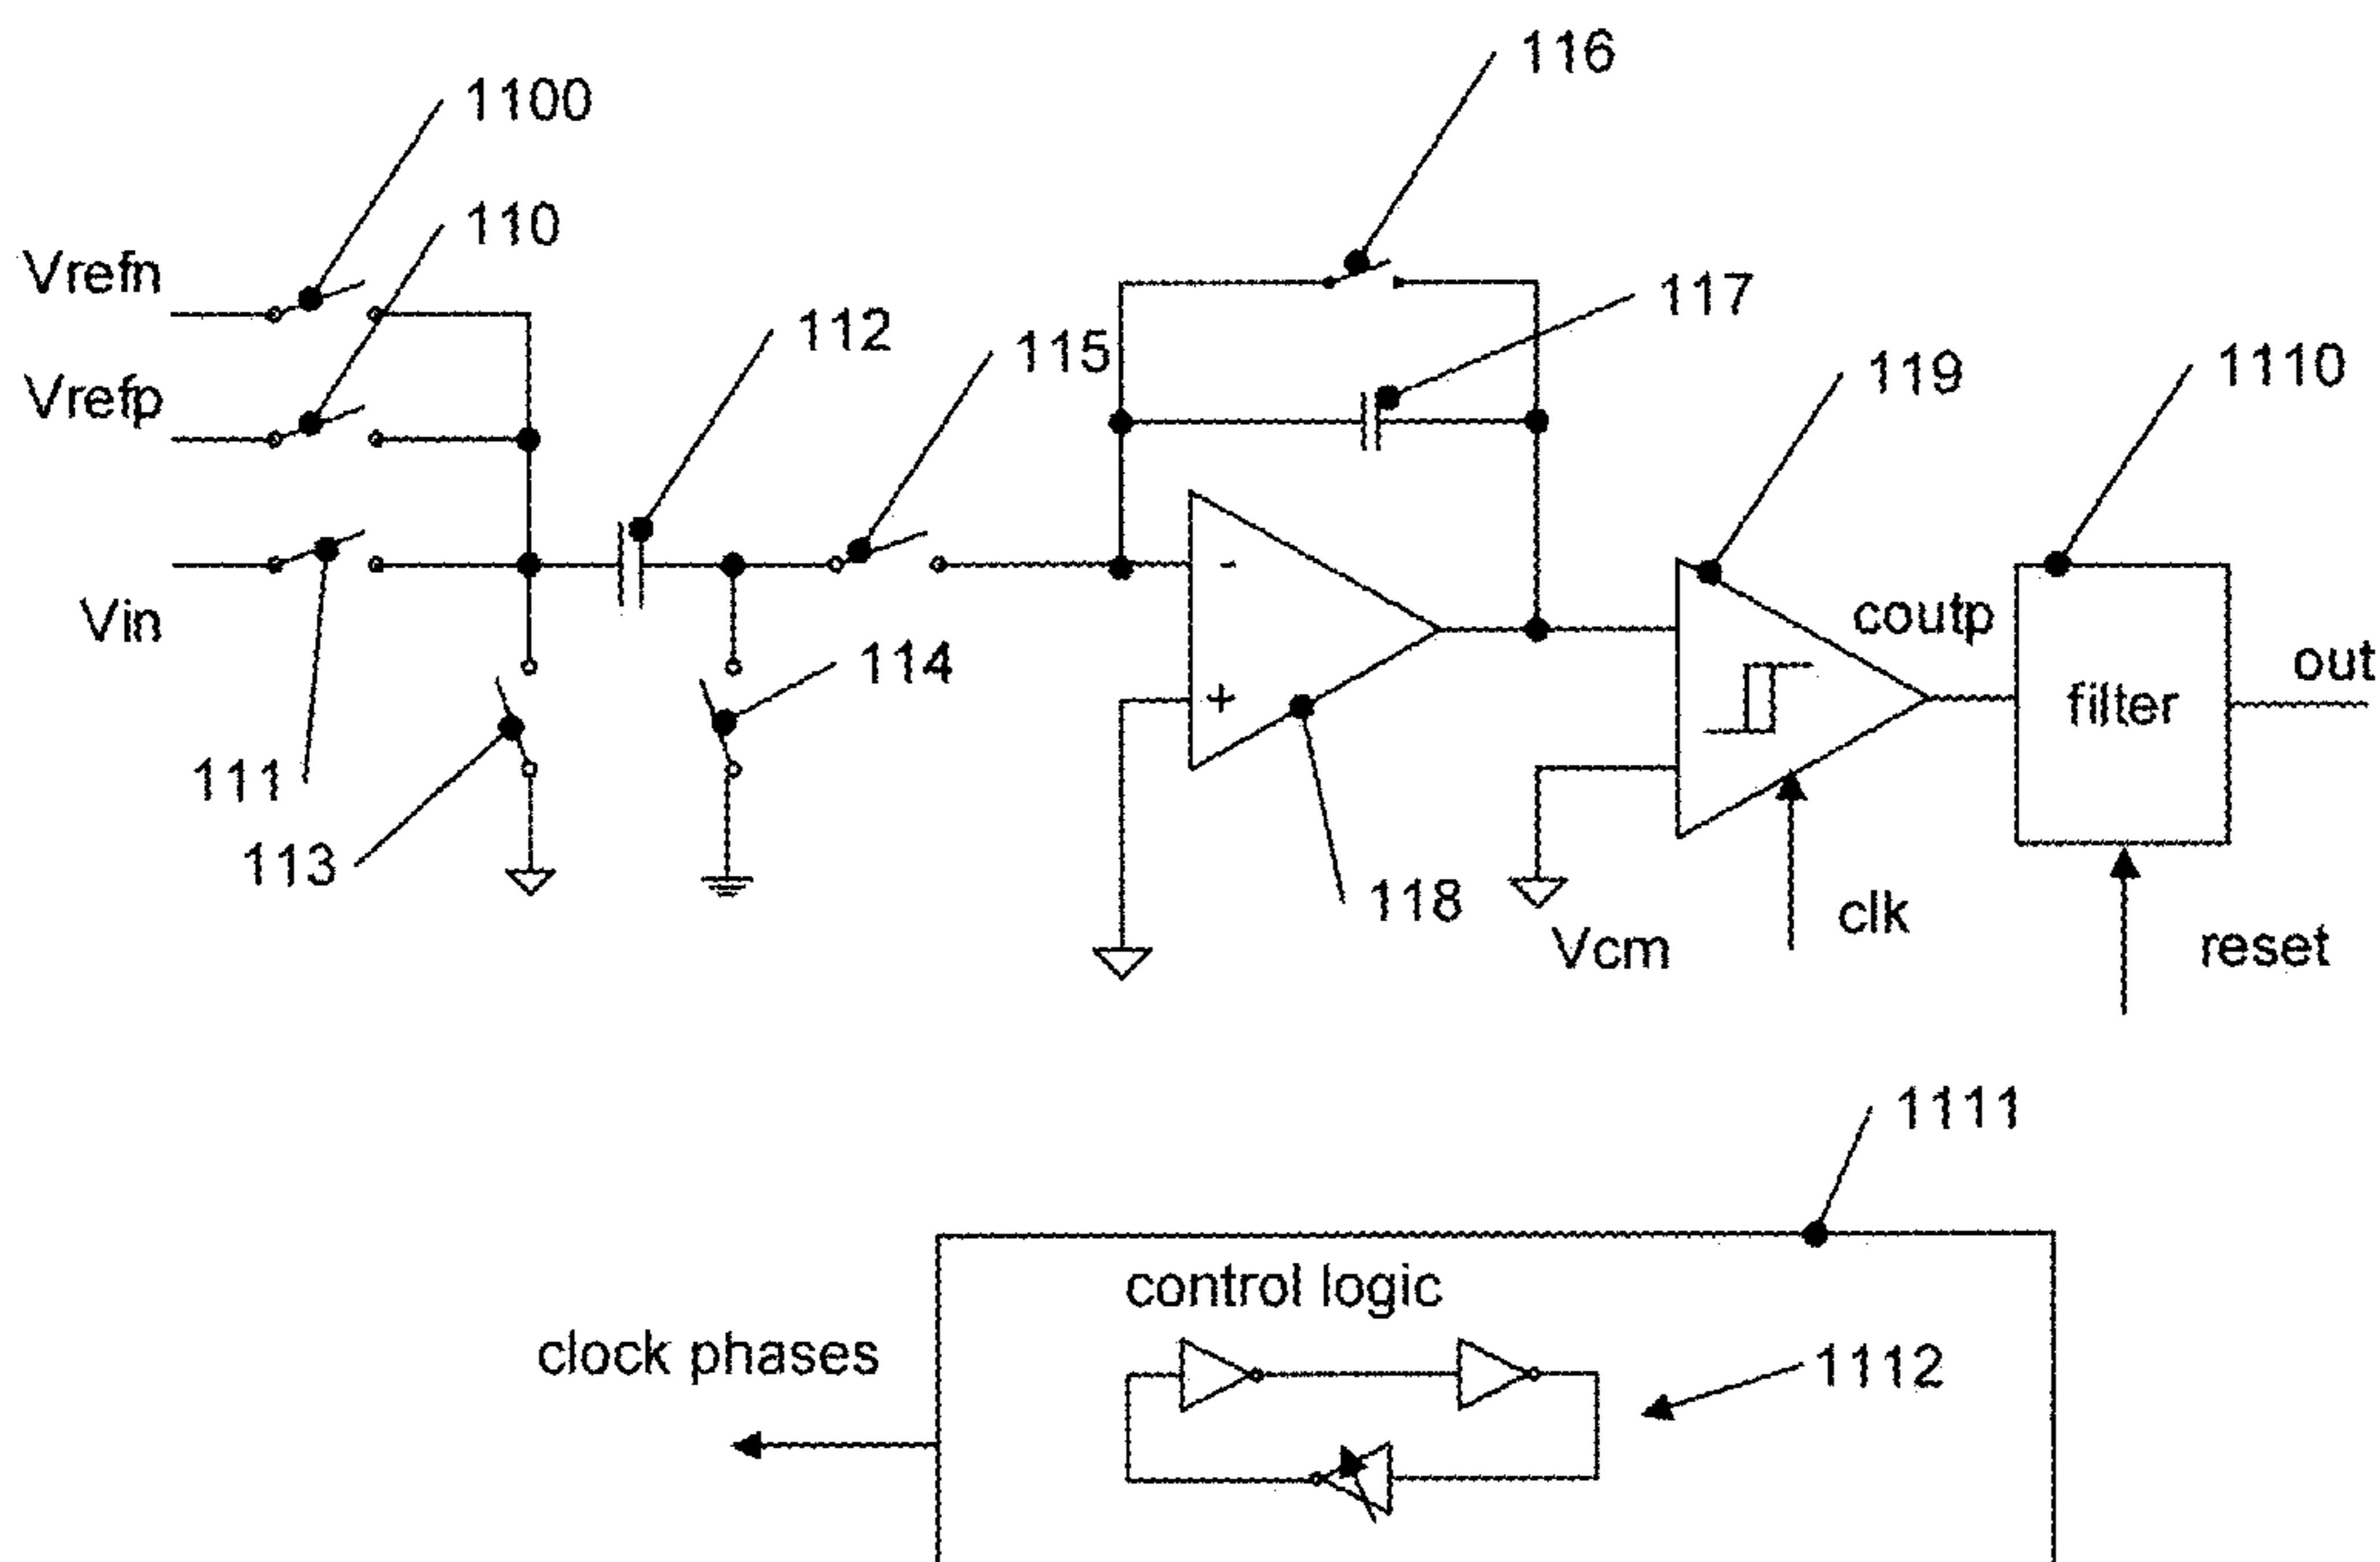 116
1100
110
Vrefn
117
112
115
Vrefp
119
1110
-
Vin
coutp
out
114
+
filter
111
113
118
clk
Vcm
reset
1111
control logic
clock phases
1112